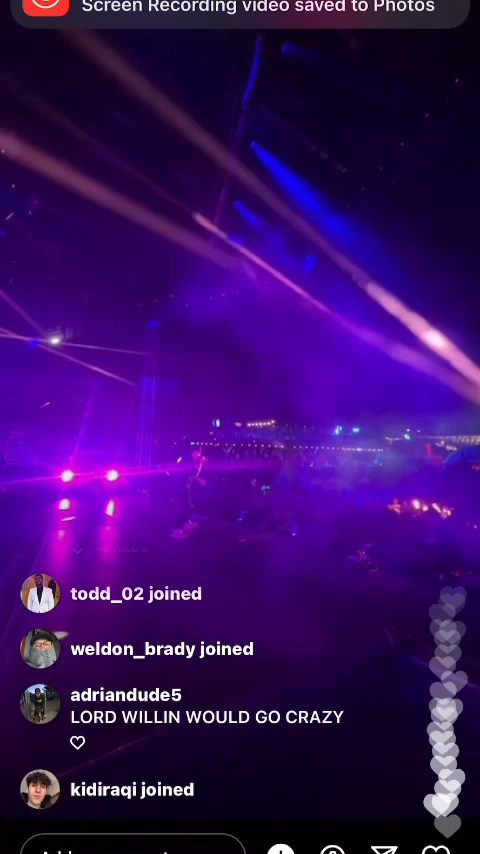 Screen Recording video saved to Photos
todd_02 joined
weldon_brady joined
adriandude5
LORD WILLIN WOULD GO CRAZY
♡
kidiraqi joined